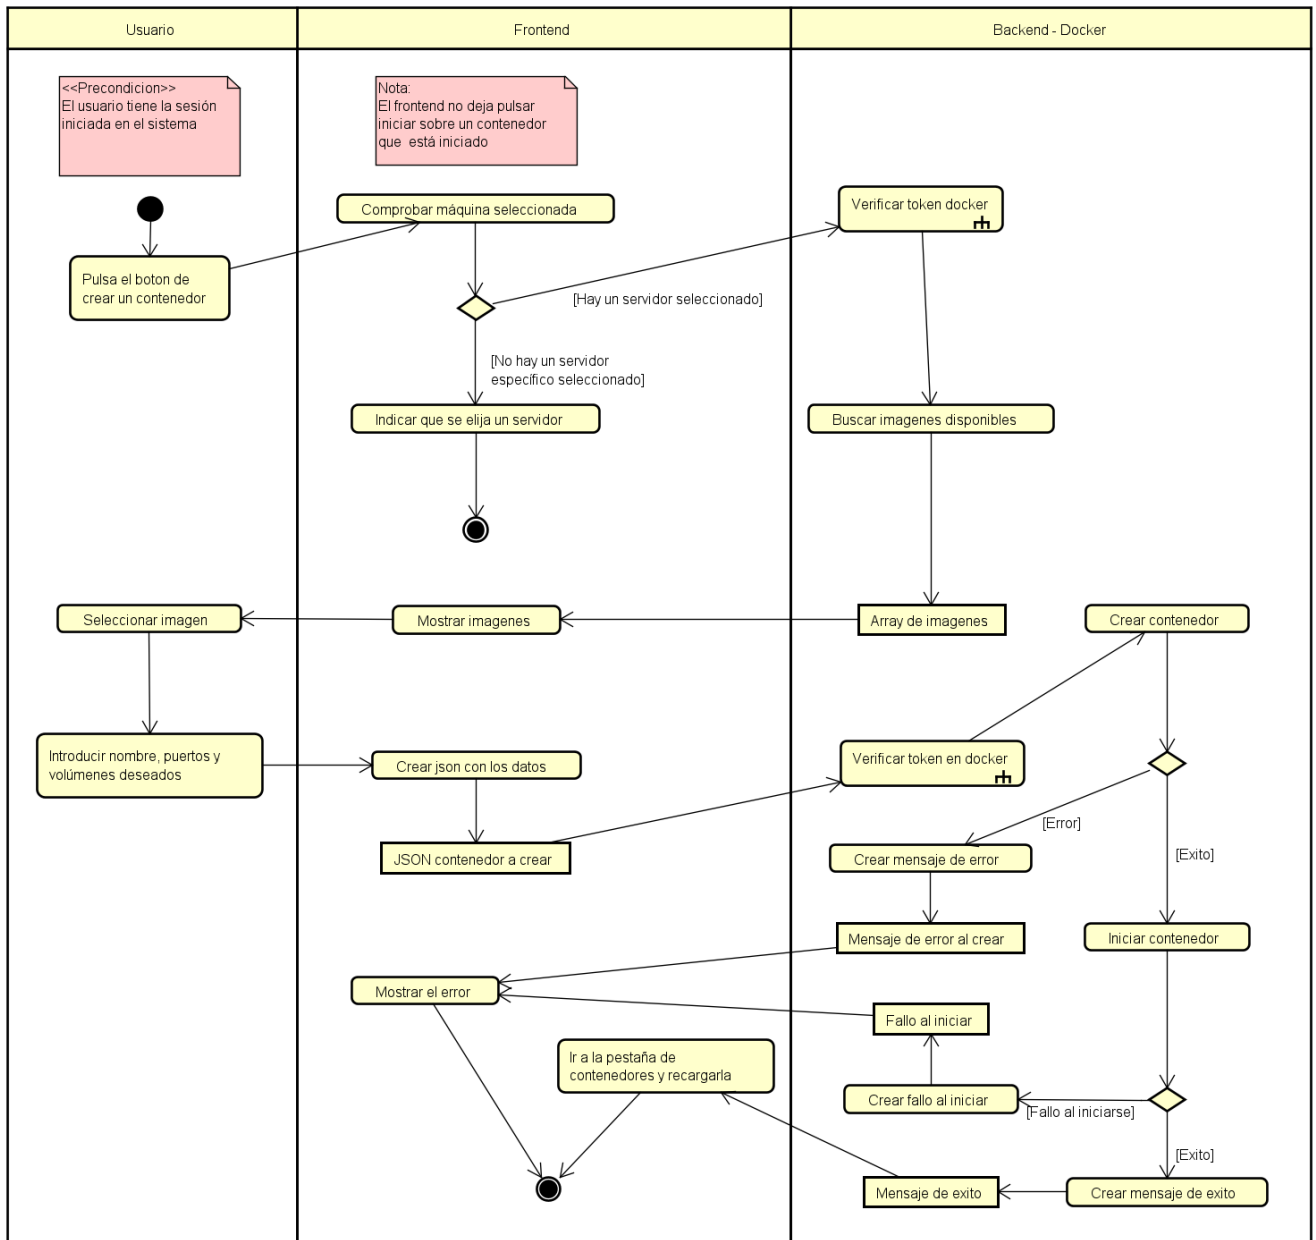 Usuario
Frontend
Backend - Docker
<<Precondicion>>
El usuario tiene la sesión
iniciada en el sistema
Nota:
El frontend no deja pulsar
iniciar sobre un contenedor
que está iniciado
Comprobar máquina seleccionada
Verificar token docker
Pulsa el boton de
crear un contenedor
[Hay un servidor seleccionado]
[No hay un servidor
específico seleccionado]
Indicar que se elija un servidor
Buscar imagenes disponibles
Seleccionar imagen
Mostrar imagenes
Array de imagenes
Crear contenedor
Introducir nombre, puertos y
volúmenes deseados
Crear json con los datos
Verificar token en docker
[Error]
JSON contenedor a crear
Crear mensaje de error
[Exito]
Mensaje de error al crear
Iniciar contenedor
Mostrar el error
Fallo al iniciar
Ir a la pestaña de
contenedores y recargarla
Crear fallo al iniciar
[Fallo al iniciarse]
[Exito]
Mensaje de exito
Crear mensaje de exito